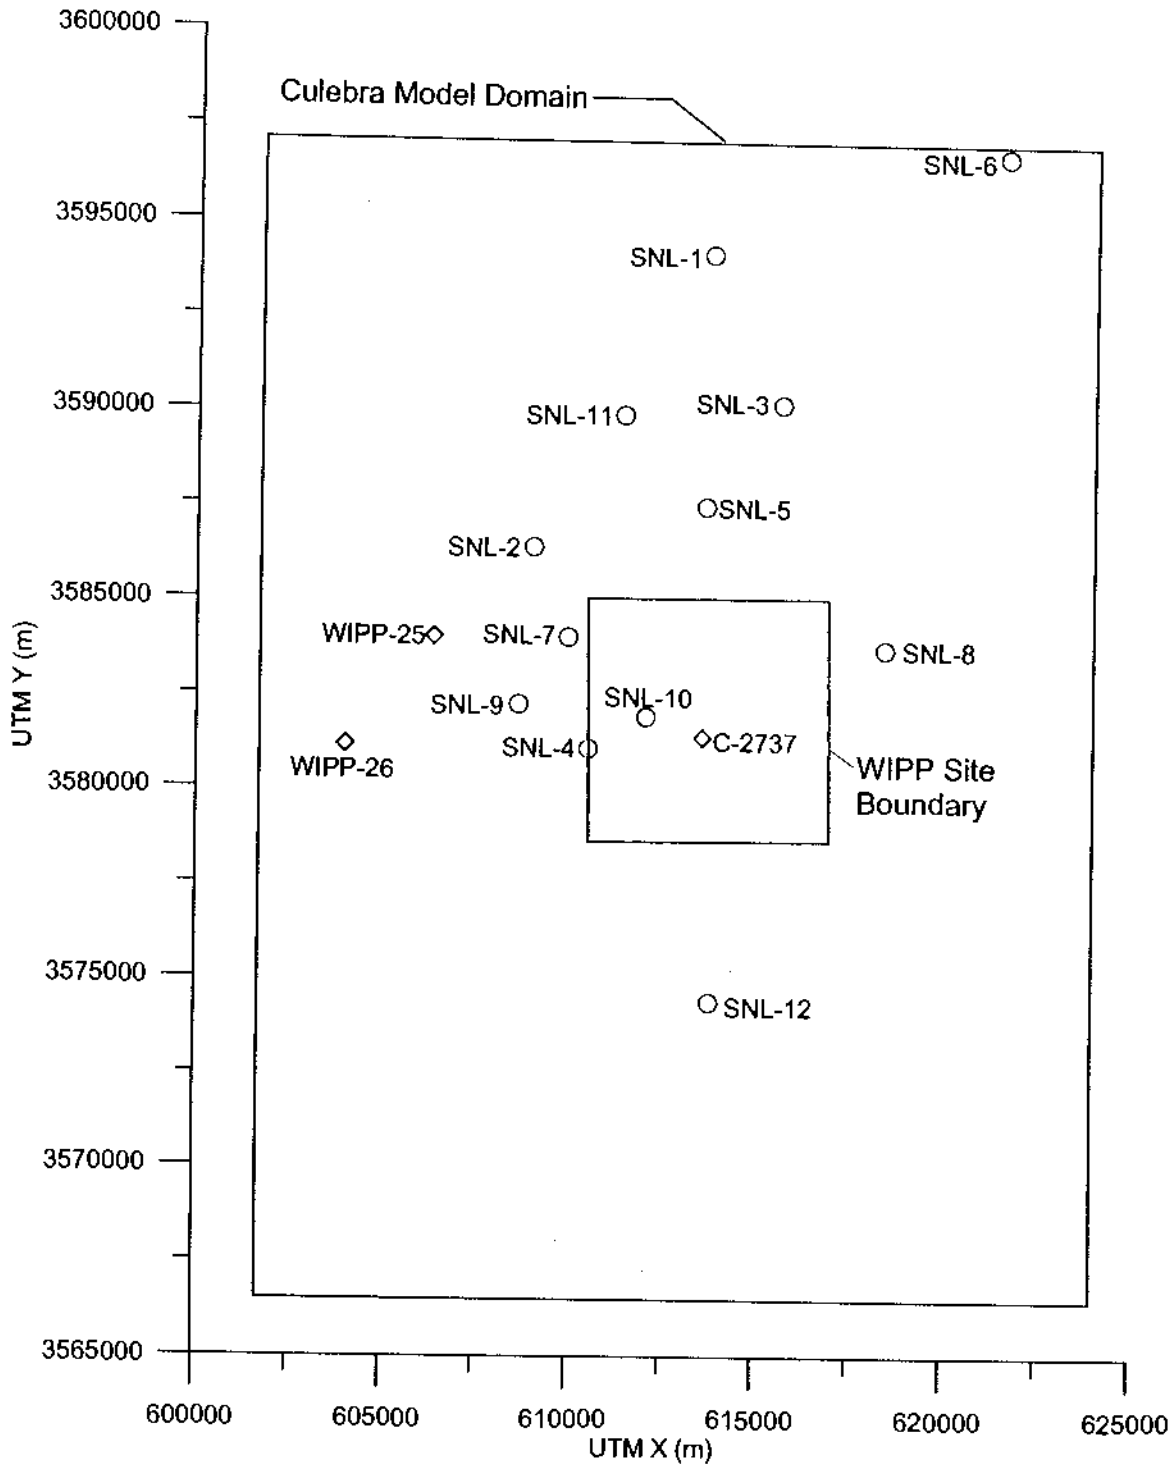 3600000
Culebra Model Domain
SNL-6
3595000
SNL-1
3590000
SNL-3
SNL-11
SNL-5
SNL-2
3585000
WIPP-25
SNL-7
SNL-8
SNL-10
SNL-9
UTM Y (m)
SNL-4
C-2737
WIPP-26
WIPP Site
Boundary
3580000
3575000
SNL-12
3570000
3565000
600000
605000
610000
615000
620000
625000
UTM X (m)